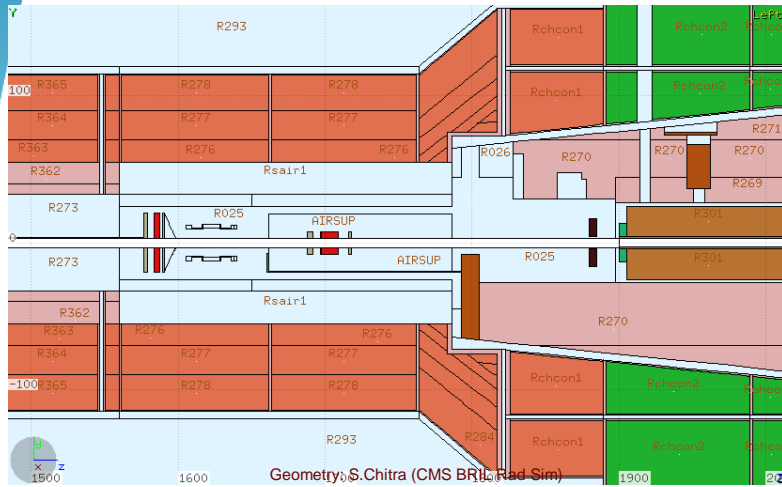 Y
Left
R293
Rchcon1
Rchcon2
100
R365
R278
R278
Rchcon1
Rchcon2
R364
R277
R277
R363
R276
R276
R271
R362
Rsair1
R026
R270
R270
R270
R269
R273
R025
AIRSUP
R301
0
R273
AIRSUP
R025
R301
Rsair1
R362
R270
R363
R276
R276
R364
R277
R277
-100
R365
R278
R278
Rchcon1
Rchcon2
R293
R284
Rchcon1
Rchcon2
y
x
z
1500
1600
1900
Geometry: S.Chitra (CMS BRIL Rad Sim)